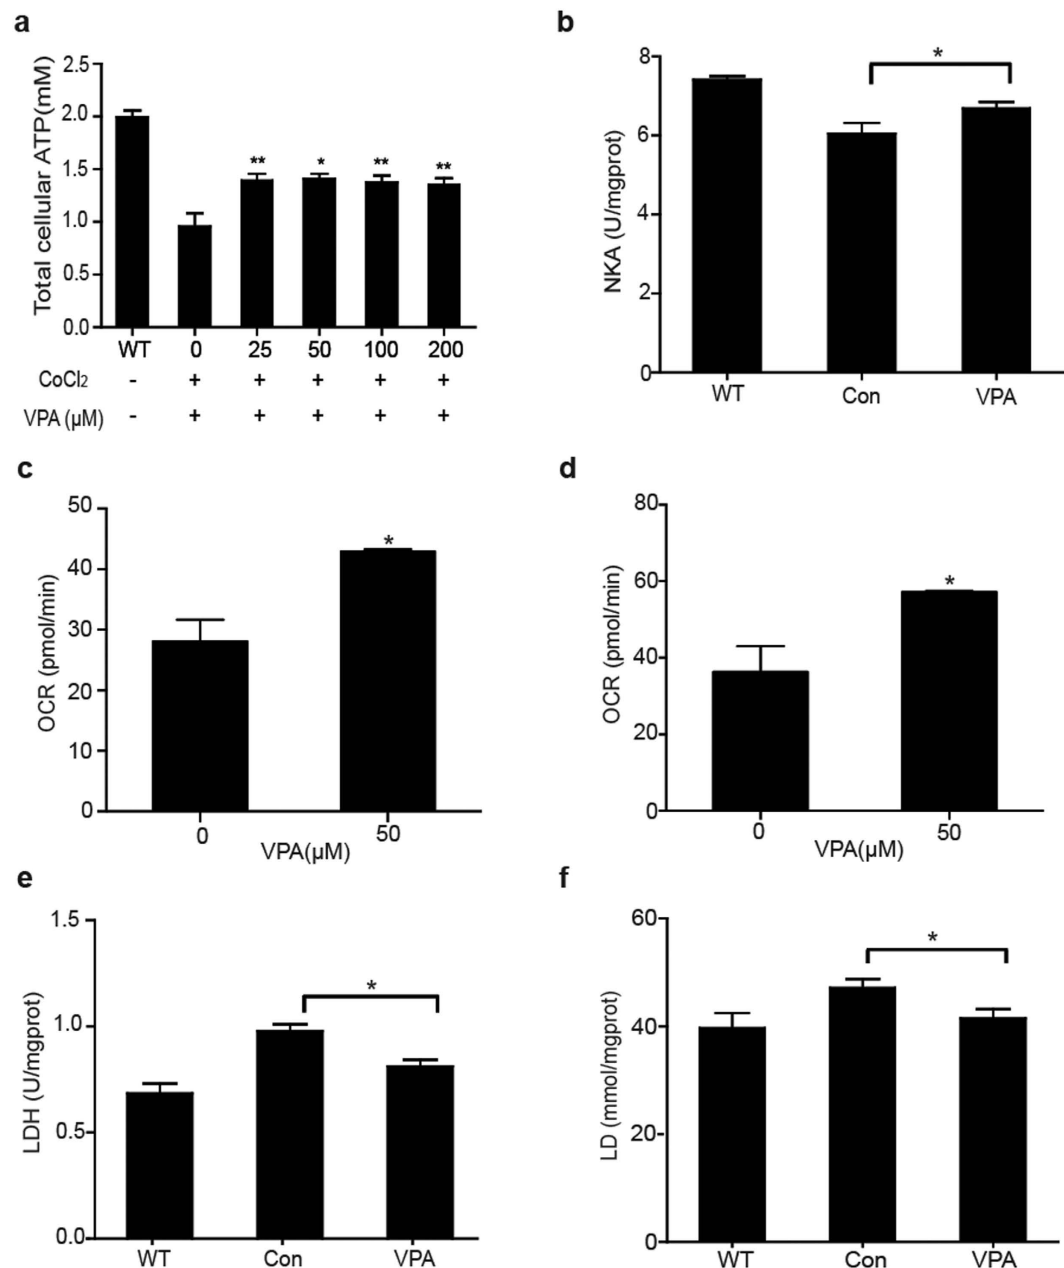 a
Total cellular ATP(mM)
2.5
2.0
1.5
1.0
0.5
0.0
** * ** **
WT 0 25 50 100 200
CoCl₂ - + + + + +
VPA (µM) - + + + + +
b
NKA (U/mgprot)
8
6
4
2
0
*
WT Con VPA
c
OCR (pmol/min)
50
40
30
20
10
0
*
0 50
VPA(µM)
d
OCR (pmol/min)
80
60
40
20
0
*
0 50
VPA(µM)
e
LDH (U/mgprot)
1.5
1.0
0.5
0.0
*
WT Con VPA
f
LD (mmol/mgprot)
60
40
20
0
*
WT Con VPA